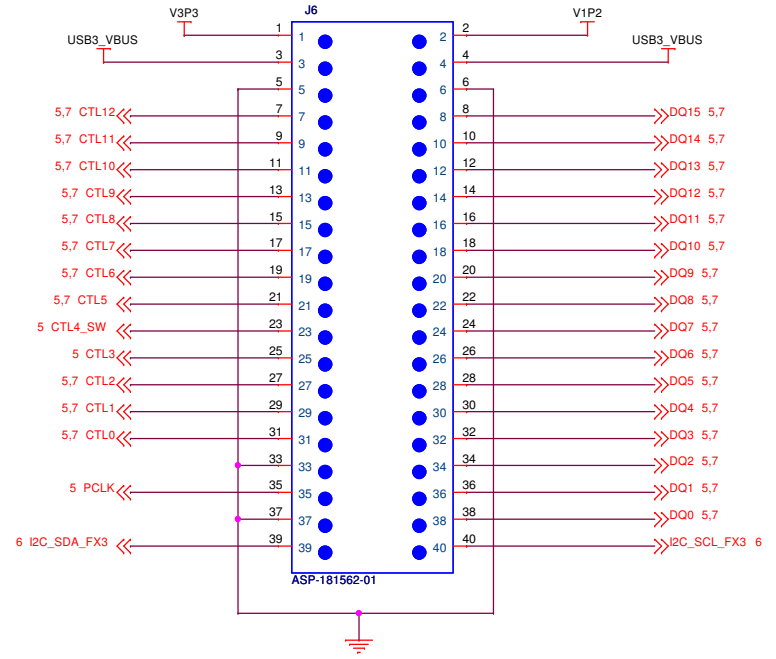 J6
V3P3 1 1 2 2 V1P2
USB3_VBUS 3 3 4 4 USB3_VBUS
5 5 6 6
5,7 CTL12 7 7 8 8 DQ15 5,7
5,7 CTL11 9 9 10 10 DQ14 5,7
5,7 CTL10 11 11 12 12 DQ13 5,7
5,7 CTL9 13 13 14 14 DQ12 5,7
5,7 CTL8 15 15 16 16 DQ11 5,7
5,7 CTL7 17 17 18 18 DQ10 5,7
5,7 CTL6 19 19 20 20 DQ9 5,7
5,7 CTL5 21 21 22 22 DQ8 5,7
5 CTL4_SW 23 23 24 24 DQ7 5,7
5 CTL3 25 25 26 26 DQ6 5,7
5,7 CTL2 27 27 28 28 DQ5 5,7
5,7 CTL1 29 29 30 30 DQ4 5,7
5,7 CTL0 31 31 32 32 DQ3 5,7
33 33 34 34 DQ2 5,7
5 PCLK 35 35 36 36 DQ1 5,7
37 37 38 38 DQ0 5,7
6 I2C_SDA_FX3 39 39 40 40 I2C_SCL_FX3 6
ASP-181562-01